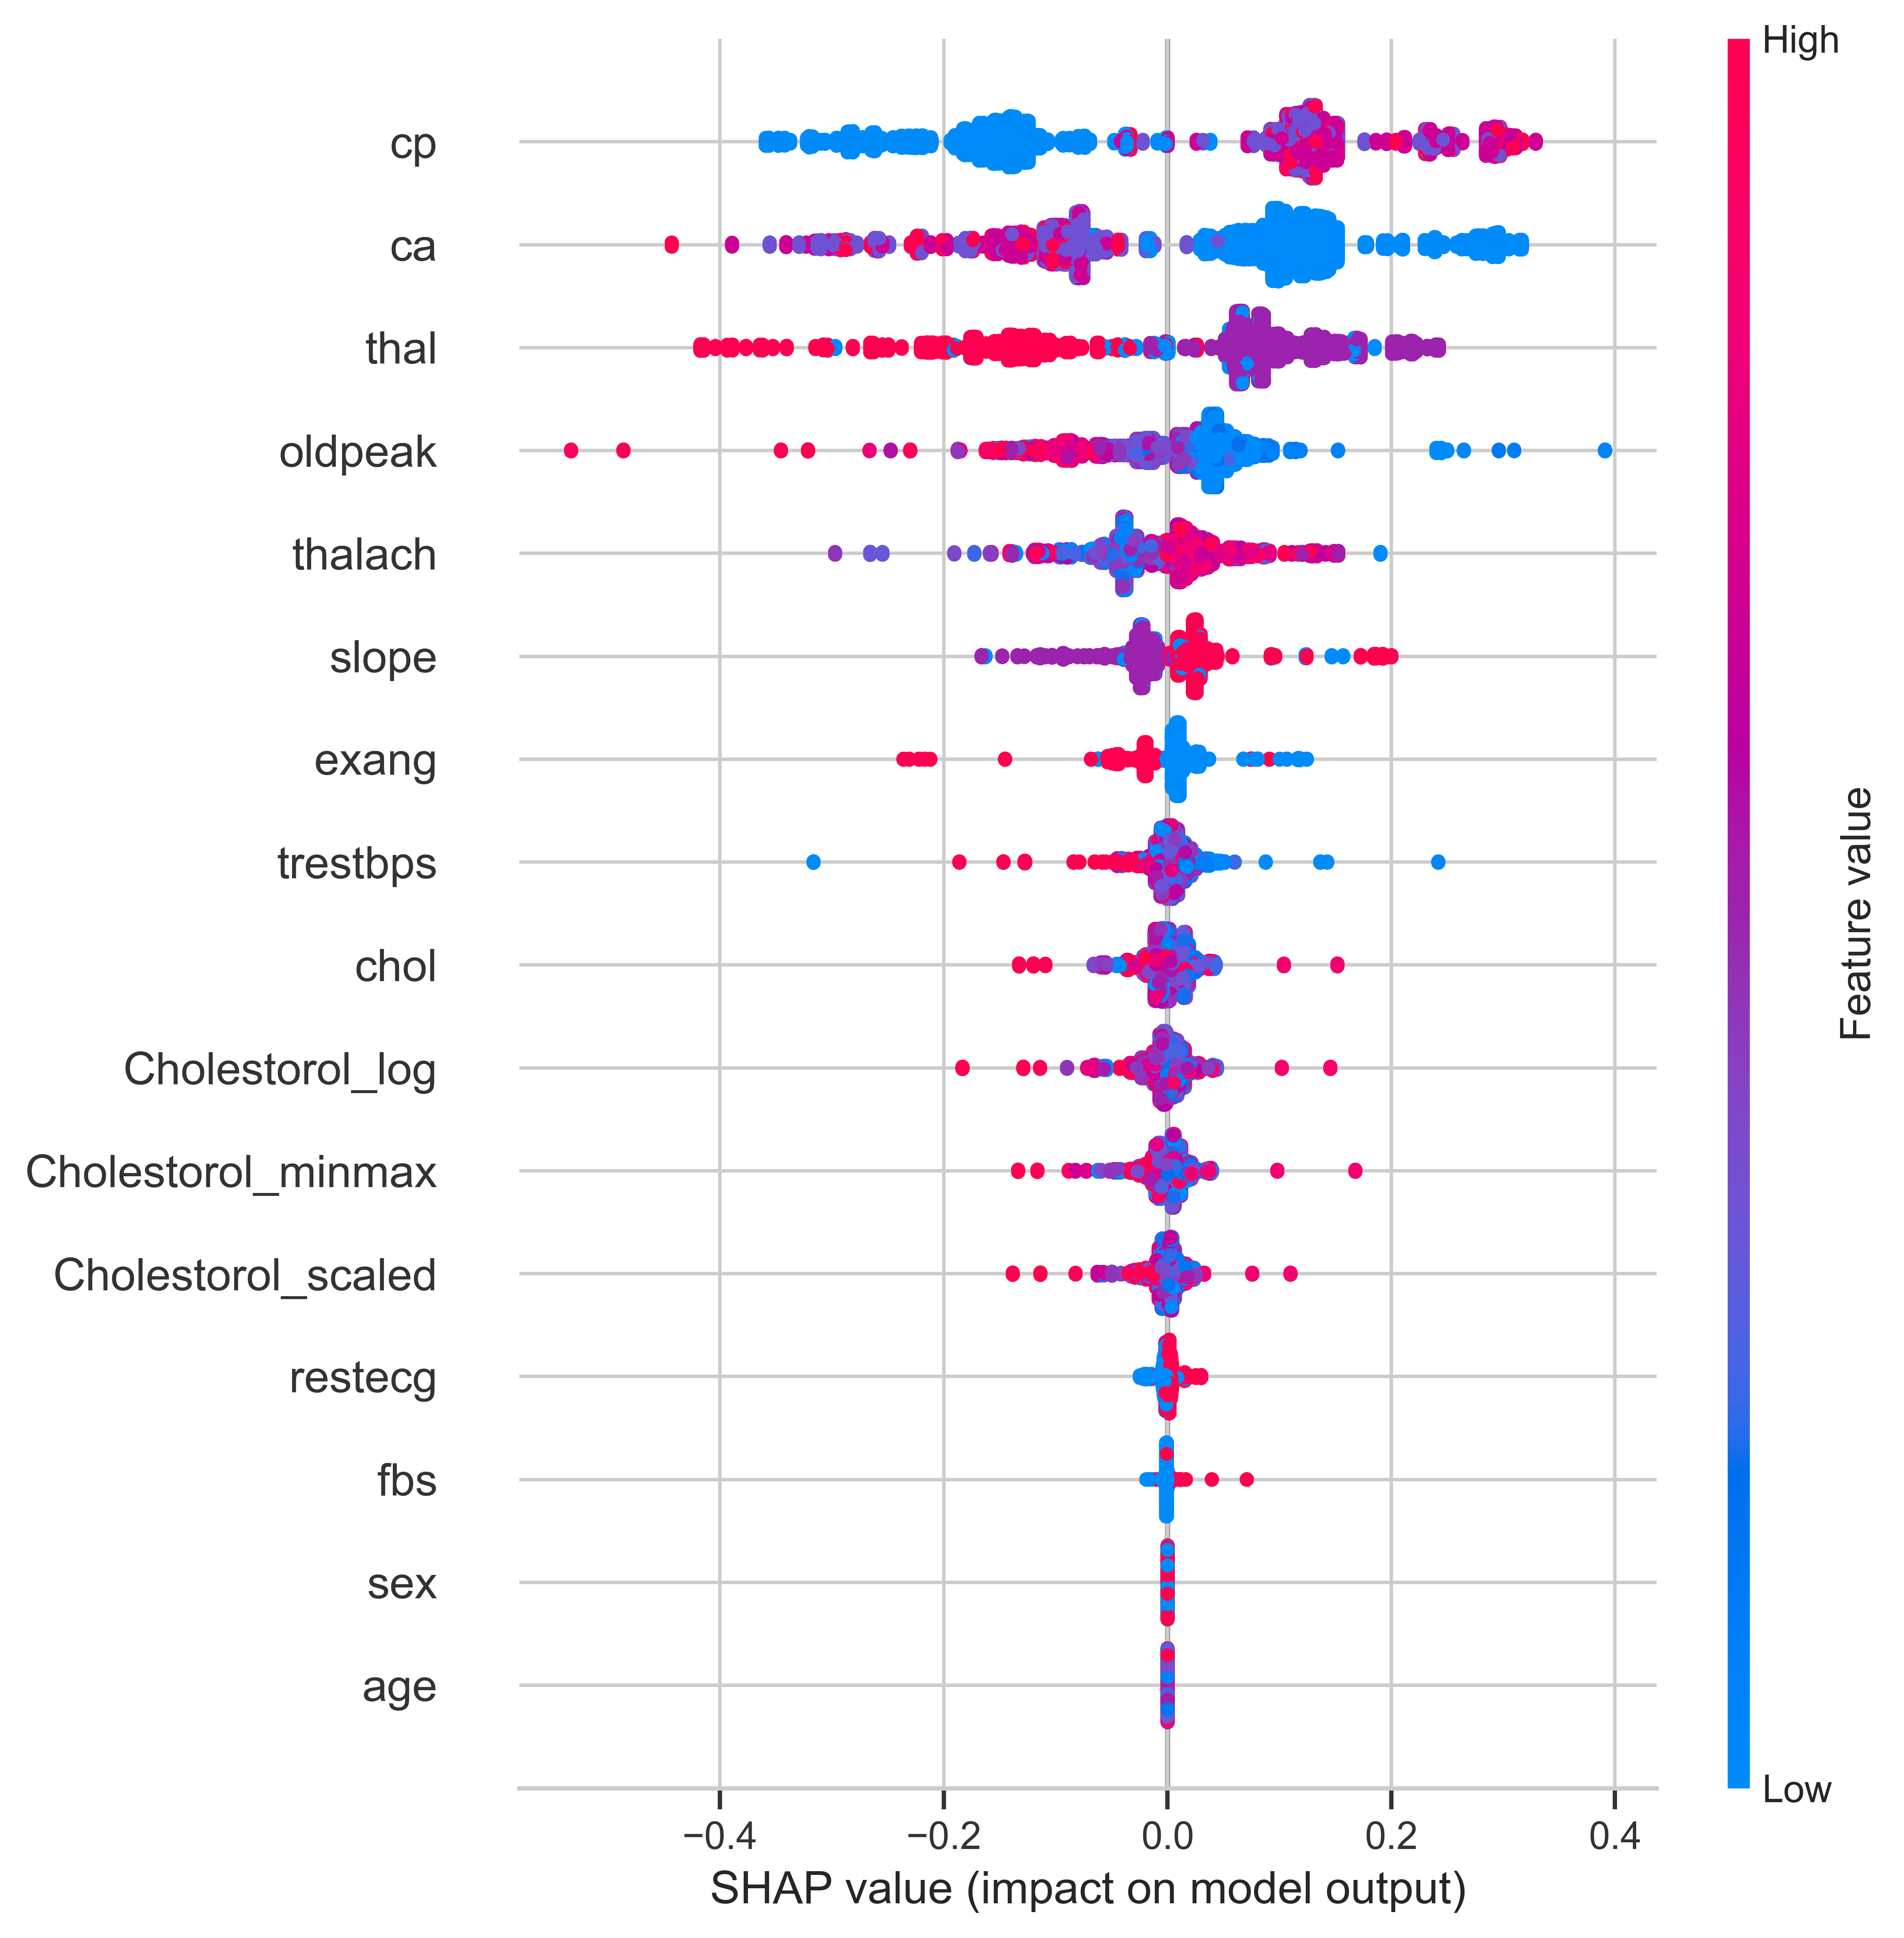 High
cp
ca
thal
oldpeak
thalach
slope
exang
trestbps
chol
Cholestorol_log
Cholestorol_minmax
Cholestorol_scaled
restecg
fbs
sex
age
Feature value
Low
−0.4 −0.2 0.0 0.2 0.4
SHAP value (impact on model output)